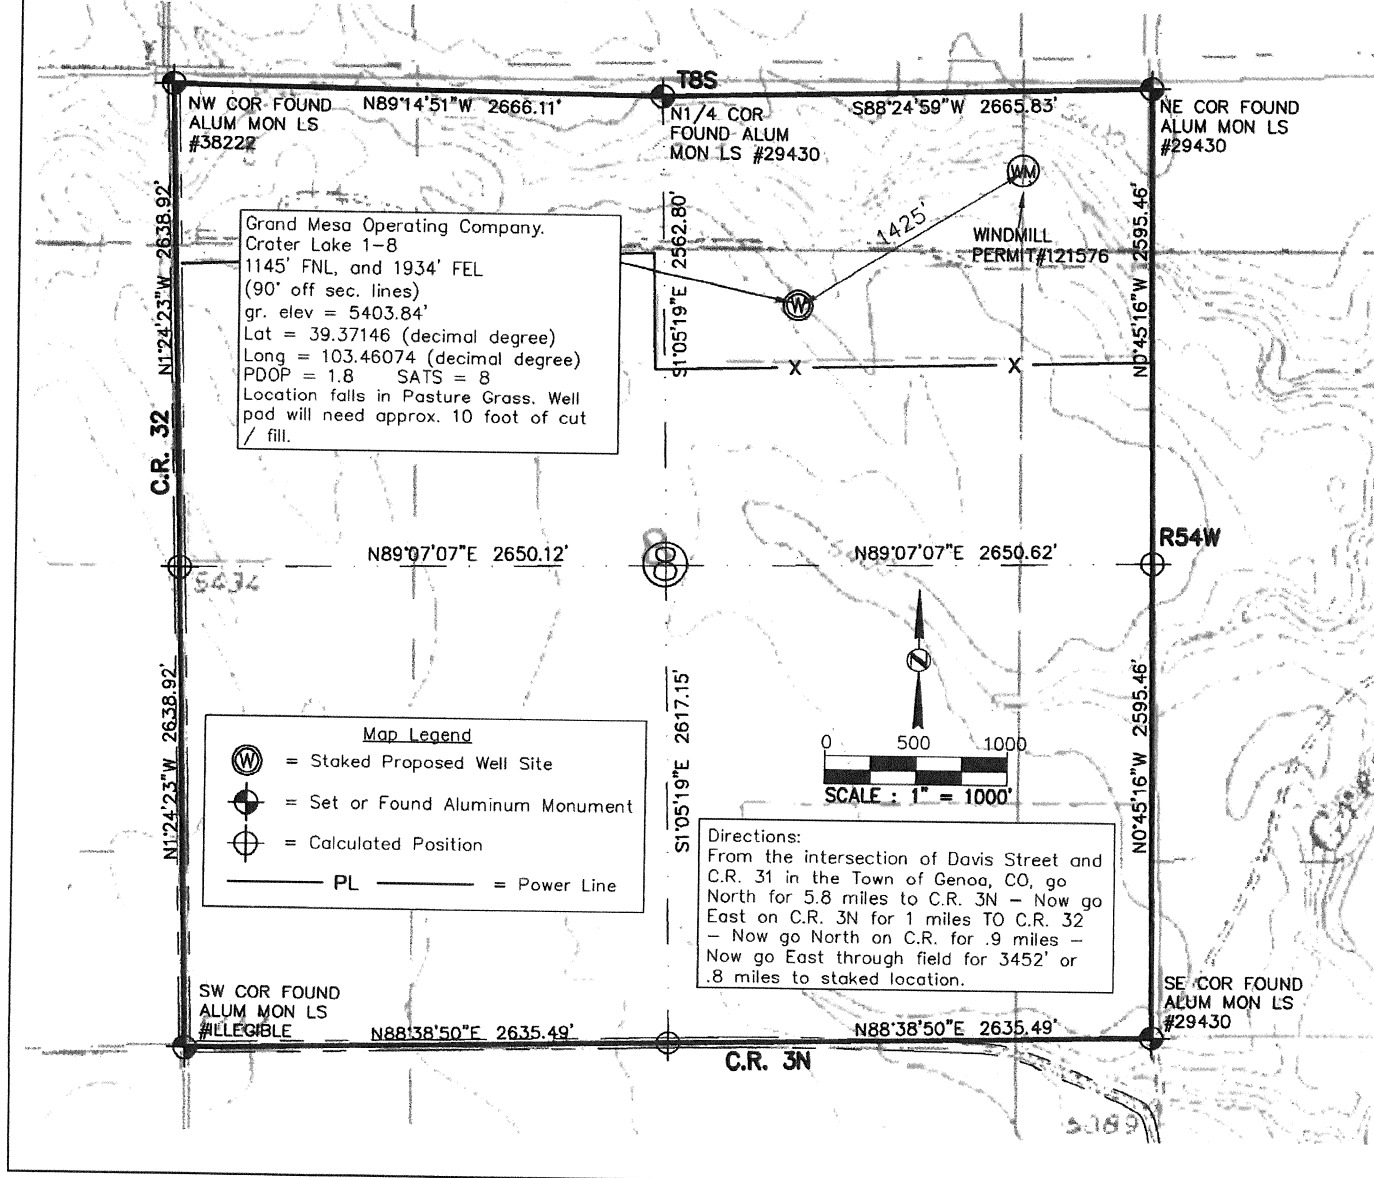 T8S
NW COR FOUND
ALUM MON LS
#38222
N89°14'51"W 2666.11'
N1/4 COR
FOUND ALUM
MON LS #29430
S88°24'59"W 2665.83'
NE COR FOUND
ALUM MON LS
#29430
WM
1425'
WINDMILL
PERMIT#121576
N1°24'23"W 2638.92'
Grand Mesa Operating Company.
Crater Lake 1-8
1145' FNL, and 1934' FEL
(90° off sec. lines)
gr. elev = 5403.84'
Lat = 39.37146 (decimal degree)
Long = 103.46074 (decimal degree)
PDOP = 1.8 SATS = 8
Location falls in Pasture Grass. Well
pad will need approx. 10 foot of cut
/ fill.
S1°05'19"E 2562.80'
W
N0°45'16"W 2595.46'
X
X
C.R. 32
N89°07'07"E 2650.12'
8
8
N89°07'07"E 2650.62'
R54W
5434
N
N1°24'23"W 2638.92'
S1°05'19"E 2617.15'
N0°45'16"W 2595.46'
Map Legend
W = Staked Proposed Well Site
= Set or Found Aluminum Monument
= Calculated Position
PL = Power Line
0 500 1000
SCALE : 1" = 1000'
Directions:
From the intersection of Davis Street and
C.R. 31 in the Town of Genoa, CO, go
North for 5.8 miles to C.R. 3N - Now go
East on C.R. 3N for 1 miles TO C.R. 32
- Now go North on C.R. for .9 miles -
Now go East through field for 3452' or
.8 miles to staked location.
SW COR FOUND
ALUM MON LS
#ILLEGIBLE
N88°38'50"E 2635.49'
N88°38'50"E 2635.49'
SE COR FOUND
ALUM MON LS
#29430
C.R. 3N
5389